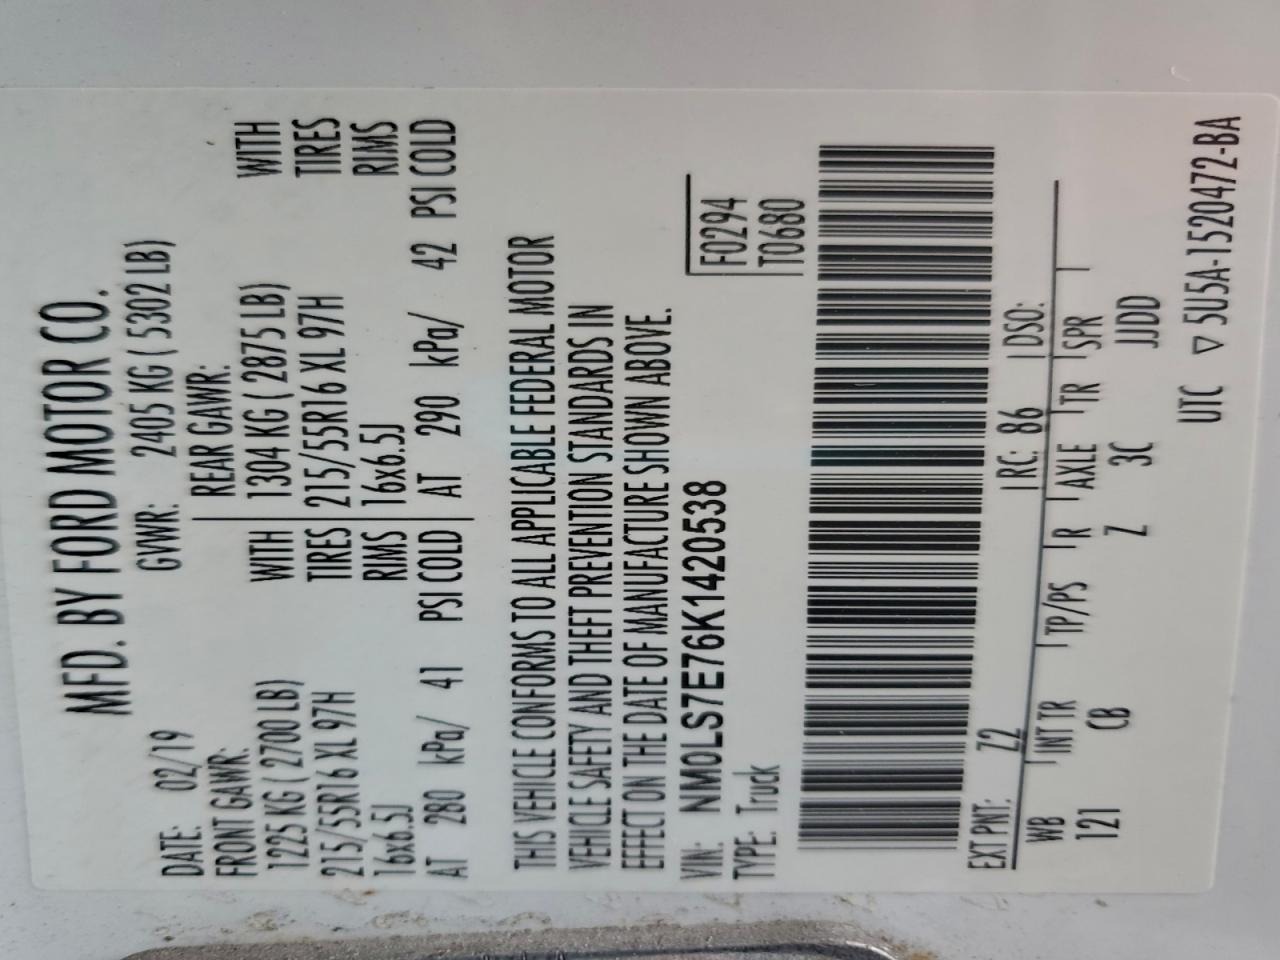 MFD. BY FORD MOTOR CO.
DATE: 02/19 GVWR: 2405 KG ( 5302 LB)
FRONT GAWR: REAR GAWR:
1225 KG ( 2700 LB) WITH 1304 KG ( 2875 LB) WITH
215/55R16 XL 97H TIRES 215/55R16 XL 97H TIRES
16x6.5J RIMS 16x6.5J RIMS
AT 280 kPa/ 41 PSI COLD AT 290 kPa/ 42 PSI COLD
THIS VEHICLE CONFORMS TO ALL APPLICABLE FEDERAL MOTOR
VEHICLE SAFETY AND THEFT PREVENTION STANDARDS IN
EFFECT ON THE DATE OF MANUFACTURE SHOWN ABOVE.
VIN: NM0LS7E76K1420538 F0294
TYPE: Truck T0680
EXT PNT: Z2 RC: 86 DSO:
WB INT TR TP/PS R AXLE TR SPR
121 CB Z 3C JJDD
UTC ▽ 5U5A-1520472-BA